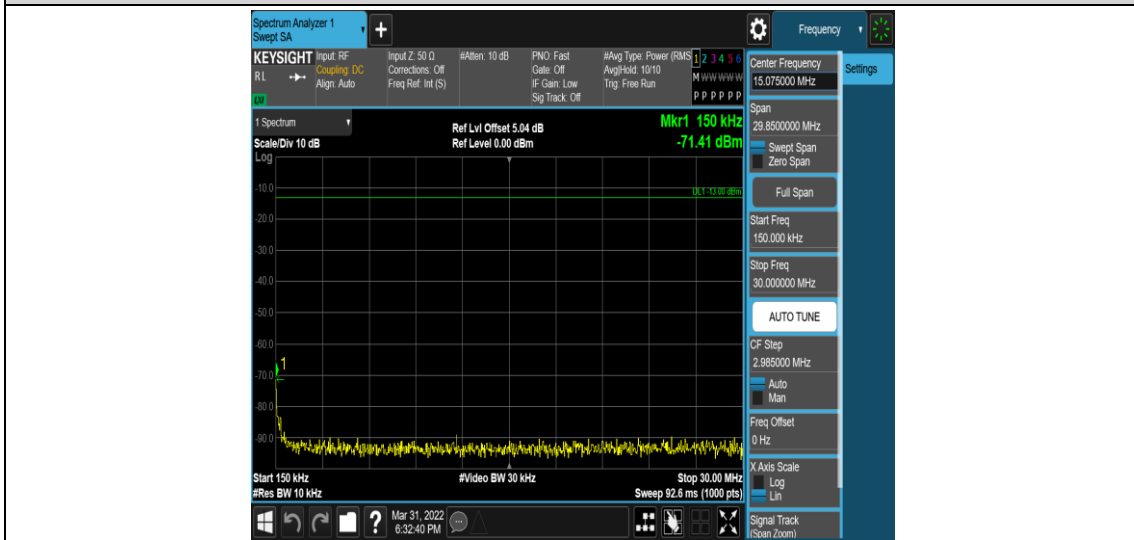 Spectrum Analyzer 1
Swept SA
+
Frequency
KEYSIGHT
RL
LXI
Input: RF
Coupling: DC
Align: Auto
Input Z: 50 Ω
Corrections: Off
Freq Ref: Int (S)
#Atten: 10 dB
PNO: Fast
Gate: Off
IF Gain: Low
Sig Track: Off
#Avg Type: Power (RMS
Avg|Hold: 10/10
Trig: Free Run
1 2 3 4 5 6
M W W W W W
P P P P P P
1 Spectrum
Scale/Div 10 dB
Log
Ref Lvl Offset 5.04 dB
Ref Level 0.00 dBm
Mkr1 150 kHz
-71.41 dBm
DL1 -13.00 dBm
-10.0
-20.0
-30.0
-40.0
-50.0
-60.0
-70.0
-80.0
-90.0
1
Start 150 kHz
#Res BW 10 kHz
#Video BW 30 kHz
Stop 30.00 MHz
Sweep 92.6 ms (1000 pts)
Center Frequency
15.075000 MHz
Settings
Span
29.8500000 MHz
Swept Span
Zero Span
Full Span
Start Freq
150.000 kHz
Stop Freq
30.000000 MHz
AUTO TUNE
CF Step
2.985000 MHz
Auto
Man
Freq Offset
0 Hz
X Axis Scale
Log
Lin
Signal Track
(Span Zoom)
?
Mar 31, 2022
6:32:40 PM